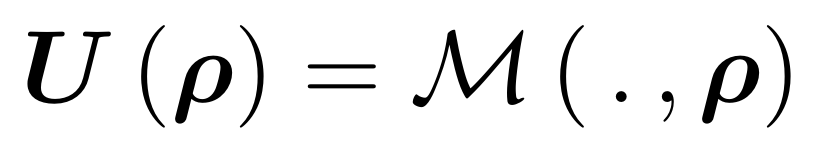 𝑼 (𝝆) = ℳ ( . , 𝝆)